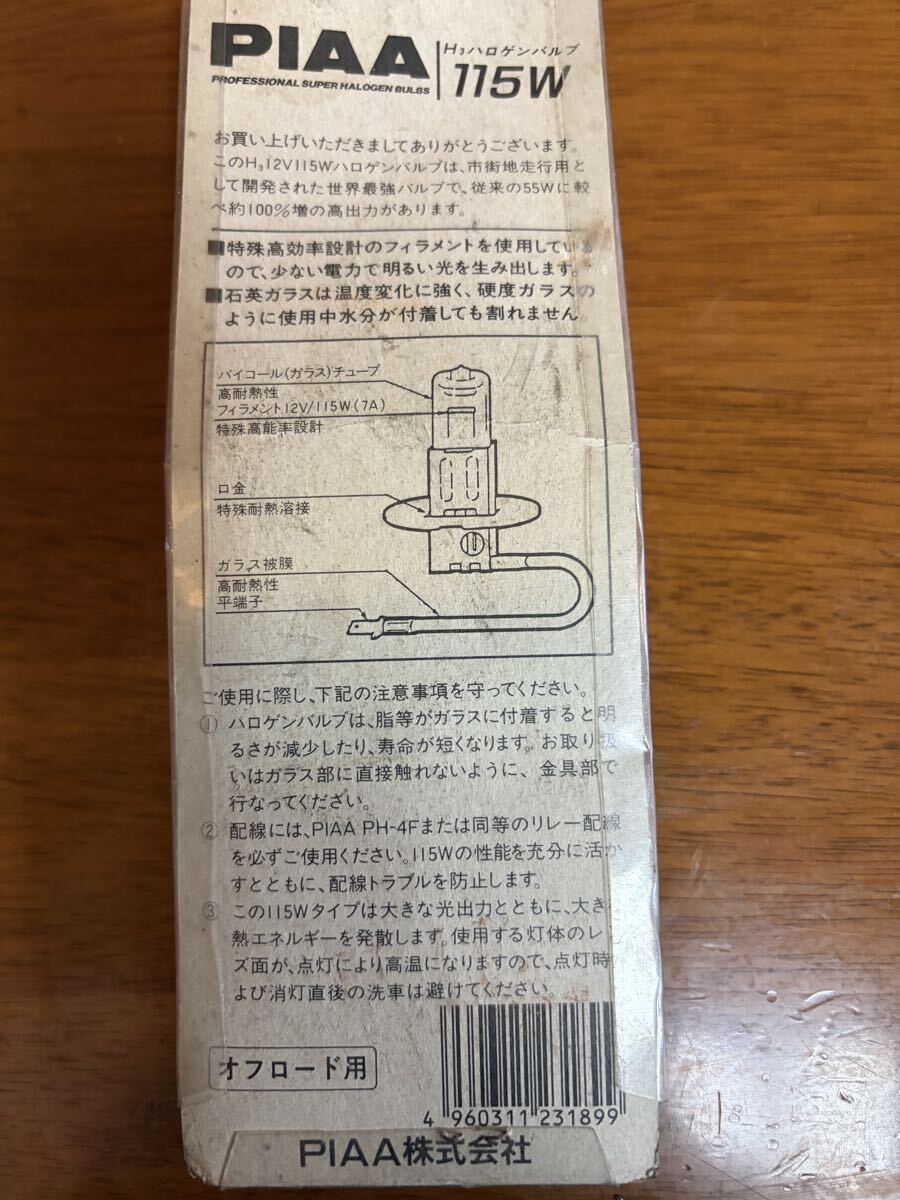 PIAA
PROFESSIONAL SUPER HALOGEN BULBS
H₃ハロゲンバルブ
115W
お買い上げいただきましてありがとうございます。
このH₃12V115Wハロゲンバルブは、市街地走行用と
して開発された世界最強バルブで、従来の55Wに較
べ約100%増の高出力があります。
■特殊高効率設計のフィラメントを使用している
ので、少ない電力で明るい光を生み出します。
■石英ガラスは温度変化に強く、硬度ガラスの
ように使用中水分が付着しても割れません。
バイコール(ガラス)チューブ
高耐熱性
フィラメント12V/115W(7A)
特殊高能率設計
口金
特殊耐熱溶接
ガラス被膜
高耐熱性
平端子
ご使用に際し、下記の注意事項を守ってください。
① ハロゲンバルブは、脂等がガラスに付着すると明
るさが減少したり、寿命が短くなります。お取り扱
いはガラス部に直接触れないように、金具部で
行なってください。
② 配線には、PIAA PH-4Fまたは同等のリレー配線
を必ずご使用ください。115Wの性能を充分に活か
すとともに、配線トラブルを防止します。
③ この115Wタイプは大きな光出力とともに、大き
熱エネルギーを発散します。使用する灯体のレン
ズ面が、点灯により高温になりますので、点灯時
よび消灯直後の洗車は避けてください。
オフロード用
4 960311 231899
PIAA株式会社